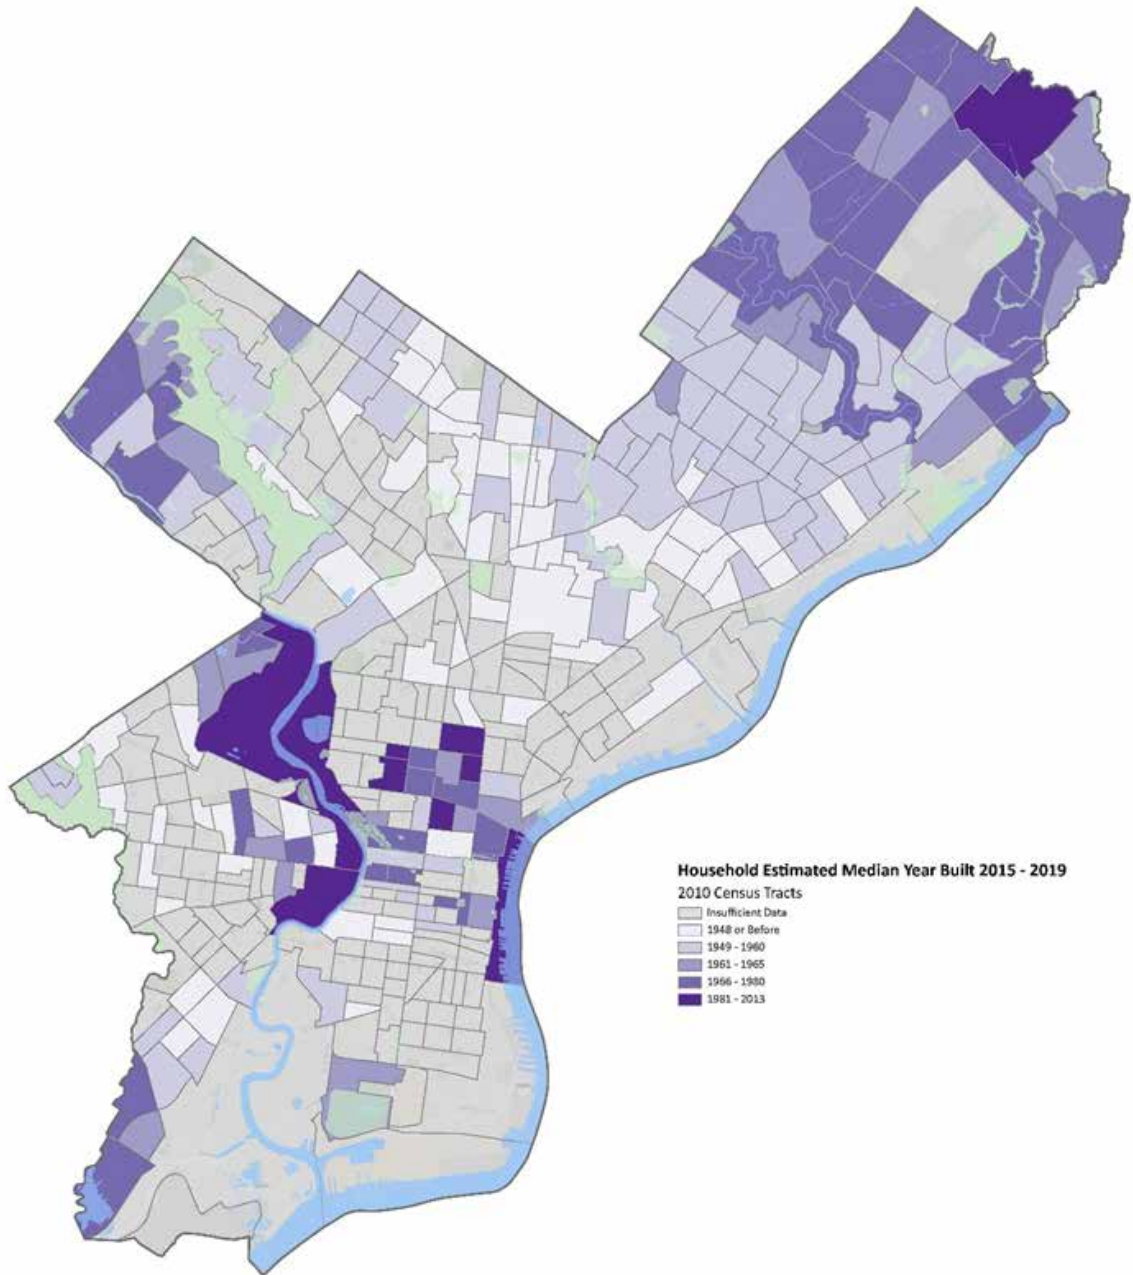 Household Estimated Median Year Built 2015 - 2019
2010 Census Tracts
Insufficient Data
1948 or Before
1949 - 1960
1961 - 1965
1966 - 1980
1981 - 2013